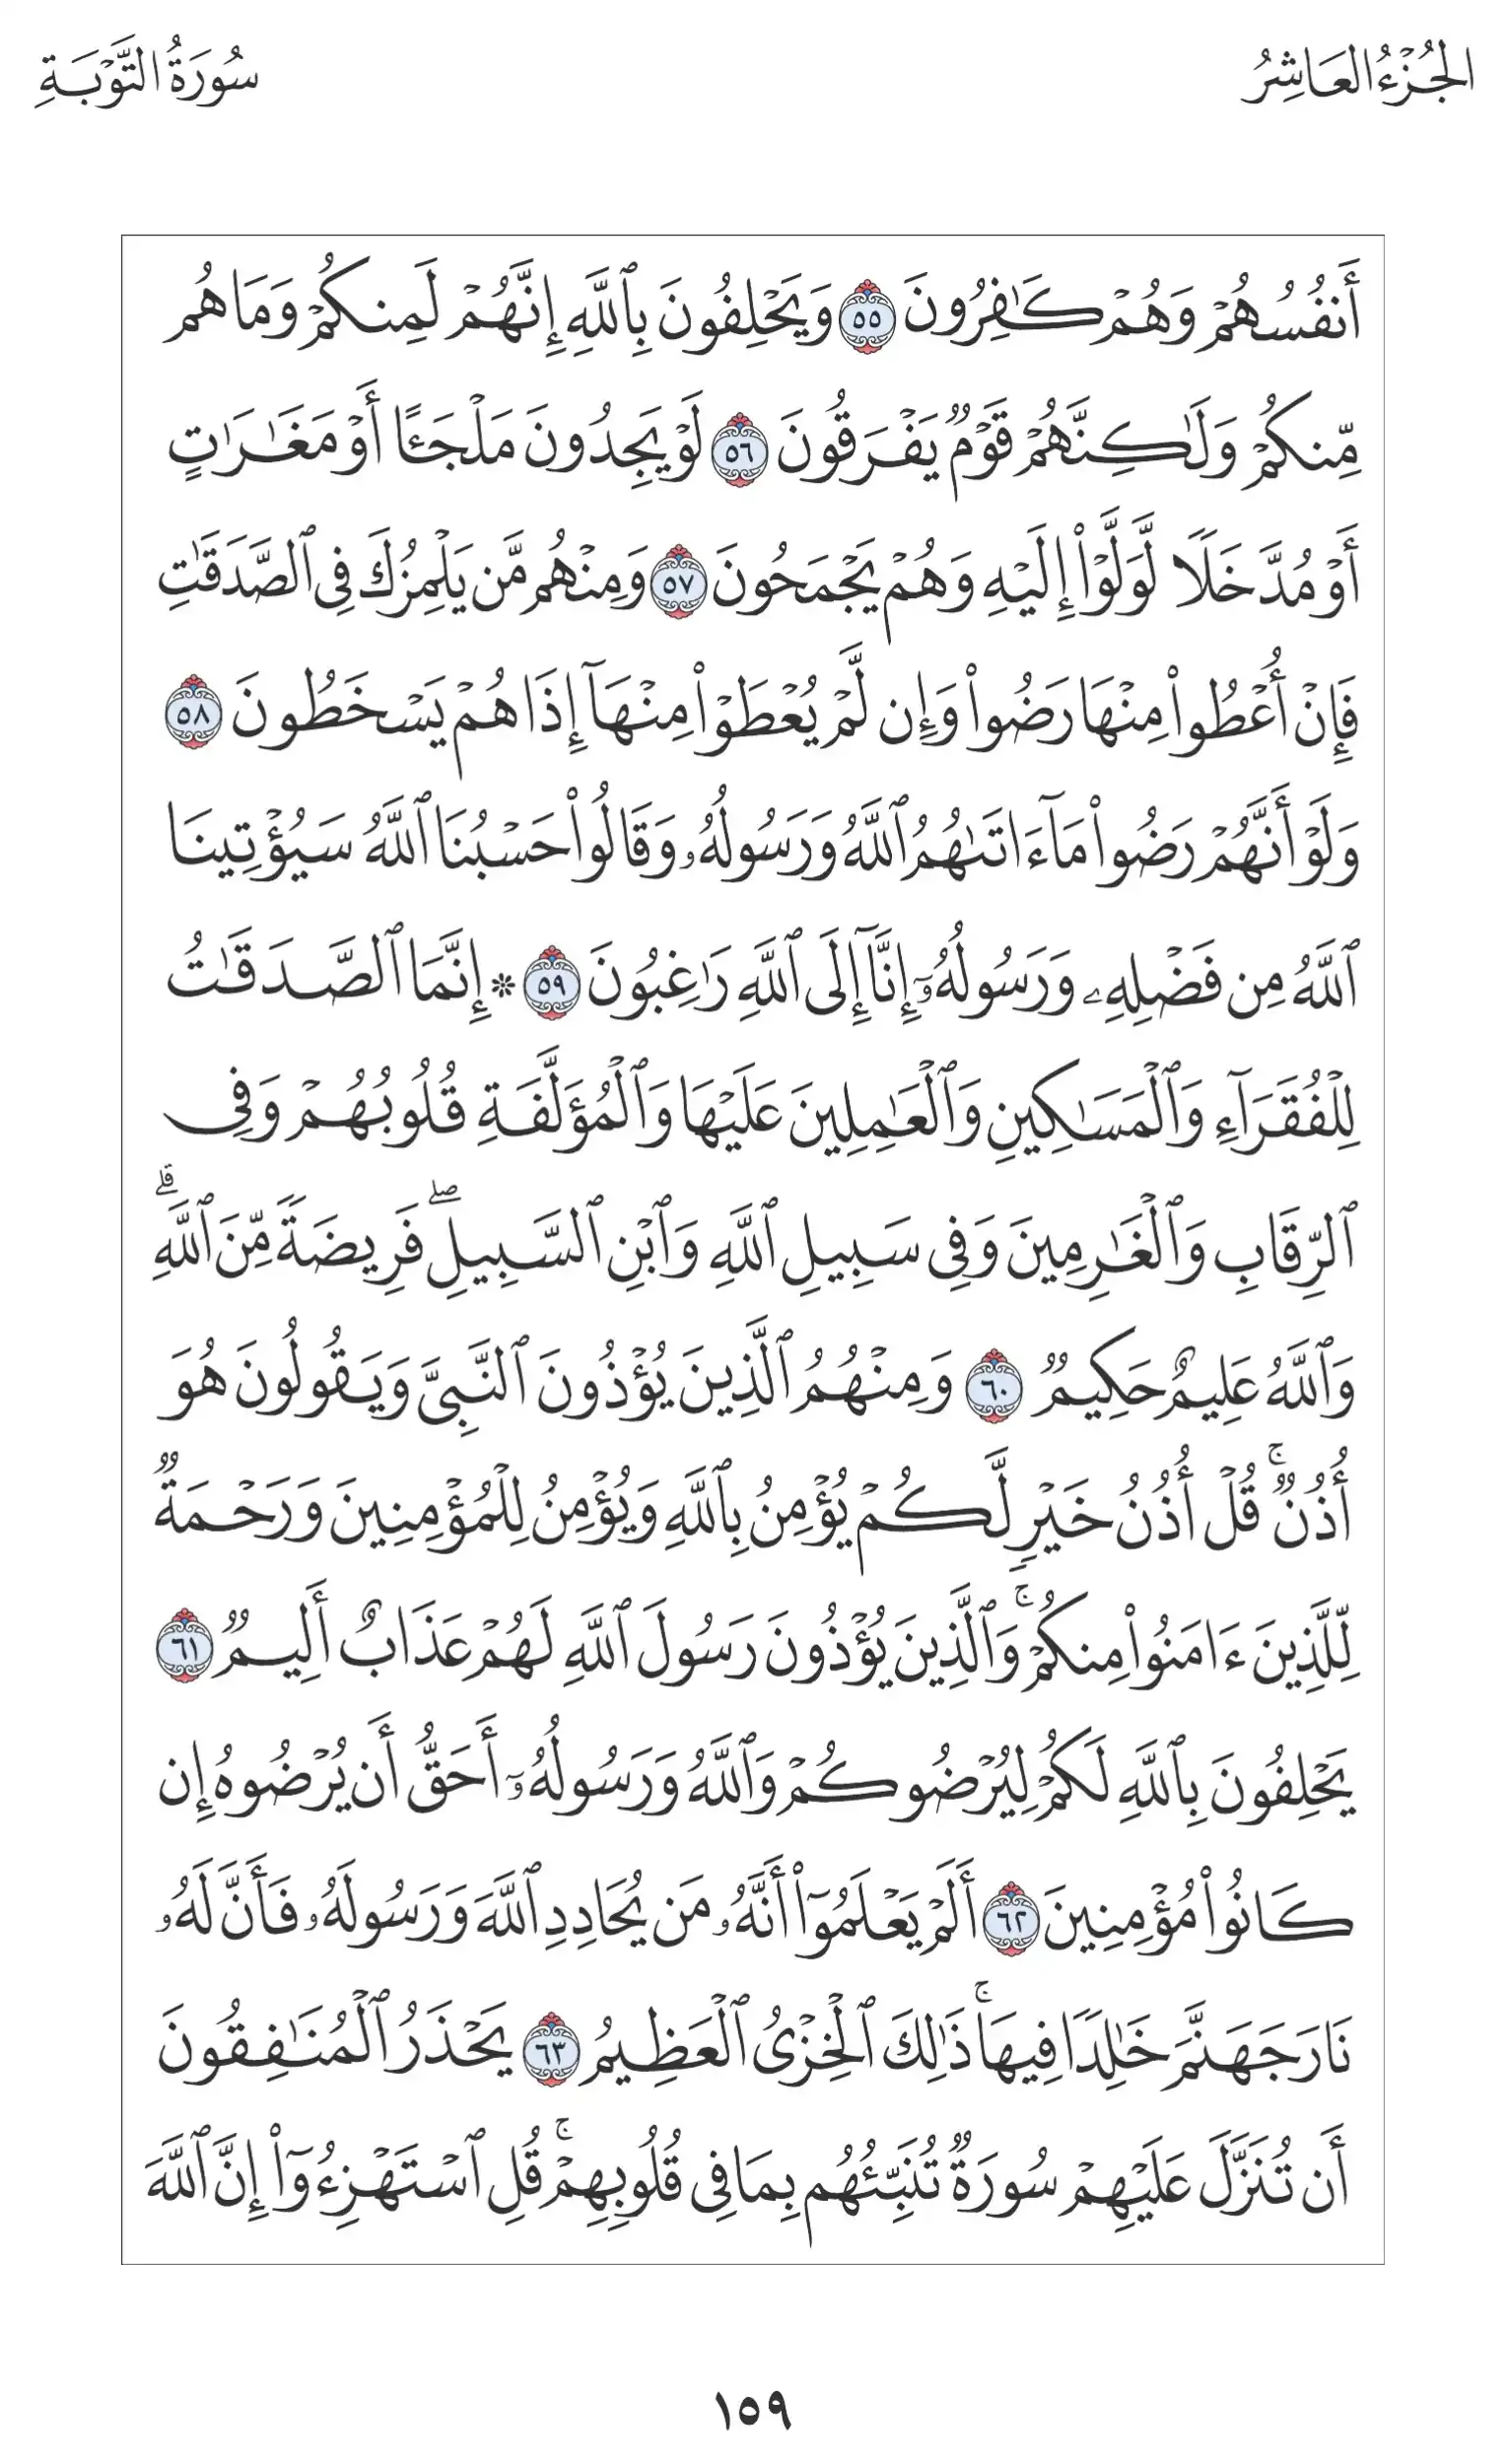 الجُزْءُ العَاشِرُ
سُورَةُ التَّوْبَةِ
أَنفُسُهُمْ وَهُمْ كَٰفِرُونَ ٥٥ وَيَحْلِفُونَ بِٱللَّهِ إِنَّهُمْ لَمِنكُمْ وَمَا هُم
مِّنكُمْ وَلَٰكِنَّهُمْ قَوْمٌ يَفْرَقُونَ ٥٦ لَوْ يَجِدُونَ مَلْجَـًٔا أَوْ مَغَٰرَٰتٍ
أَوْ مُدَّخَلًا لَّوَلَّوْا۟ إِلَيْهِ وَهُمْ يَجْمَحُونَ ٥٧ وَمِنْهُم مَّن يَلْمِزُكَ فِى ٱلصَّدَقَٰتِ
فَإِنْ أُعْطُوا۟ مِنْهَا رَضُوا۟ وَإِن لَّمْ يُعْطَوْا۟ مِنْهَآ إِذَا هُمْ يَسْخَطُونَ ٥٨
وَلَوْ أَنَّهُمْ رَضُوا۟ مَآ ءَاتَىٰهُمُ ٱللَّهُ وَرَسُولُهُۥ وَقَالُوا۟ حَسْبُنَا ٱللَّهُ سَيُؤْتِينَا
ٱللَّهُ مِن فَضْلِهِۦ وَرَسُولُهُۥٓ إِنَّآ إِلَى ٱللَّهِ رَٰغِبُونَ ٥٩ * إِنَّمَا ٱلصَّدَقَٰتُ
لِلْفُقَرَآءِ وَٱلْمَسَٰكِينِ وَٱلْعَٰمِلِينَ عَلَيْهَا وَٱلْمُؤَلَّفَةِ قُلُوبُهُمْ وَفِى
ٱلرِّقَابِ وَٱلْغَٰرِمِينَ وَفِى سَبِيلِ ٱللَّهِ وَٱبْنِ ٱلسَّبِيلِۖ فَرِيضَةً مِّنَ ٱللَّهِۗ
وَٱللَّهُ عَلِيمٌ حَكِيمٌ ٦٠ وَمِنْهُمُ ٱلَّذِينَ يُؤْذُونَ ٱلنَّبِىَّ وَيَقُولُونَ هُوَ
أُذُنٌۚ قُلْ أُذُنُ خَيْرٍ لَّكُمْ يُؤْمِنُ بِٱللَّهِ وَيُؤْمِنُ لِلْمُؤْمِنِينَ وَرَحْمَةٌ
لِّلَّذِينَ ءَامَنُوا۟ مِنكُمْۚ وَٱلَّذِينَ يُؤْذُونَ رَسُولَ ٱللَّهِ لَهُمْ عَذَابٌ أَلِيمٌ ٦١
يَحْلِفُونَ بِٱللَّهِ لَكُمْ لِيُرْضُوكُمْ وَٱللَّهُ وَرَسُولُهُۥٓ أَحَقُّ أَن يُرْضُوهُ إِن
كَانُوا۟ مُؤْمِنِينَ ٦٢ أَلَمْ يَعْلَمُوٓا۟ أَنَّهُۥ مَن يُحَادِدِ ٱللَّهَ وَرَسُولَهُۥ فَأَنَّ لَهُۥ
نَارَ جَهَنَّمَ خَٰلِدًا فِيهَاۚ ذَٰلِكَ ٱلْخِزْىُ ٱلْعَظِيمُ ٦٣ يَحْذَرُ ٱلْمُنَٰفِقُونَ
أَن تُنَزَّلَ عَلَيْهِمْ سُورَةٌ تُنَبِّئُهُم بِمَا فِى قُلُوبِهِمْۚ قُلِ ٱسْتَهْزِءُوٓا۟ إِنَّ ٱللَّهَ
١٥٩